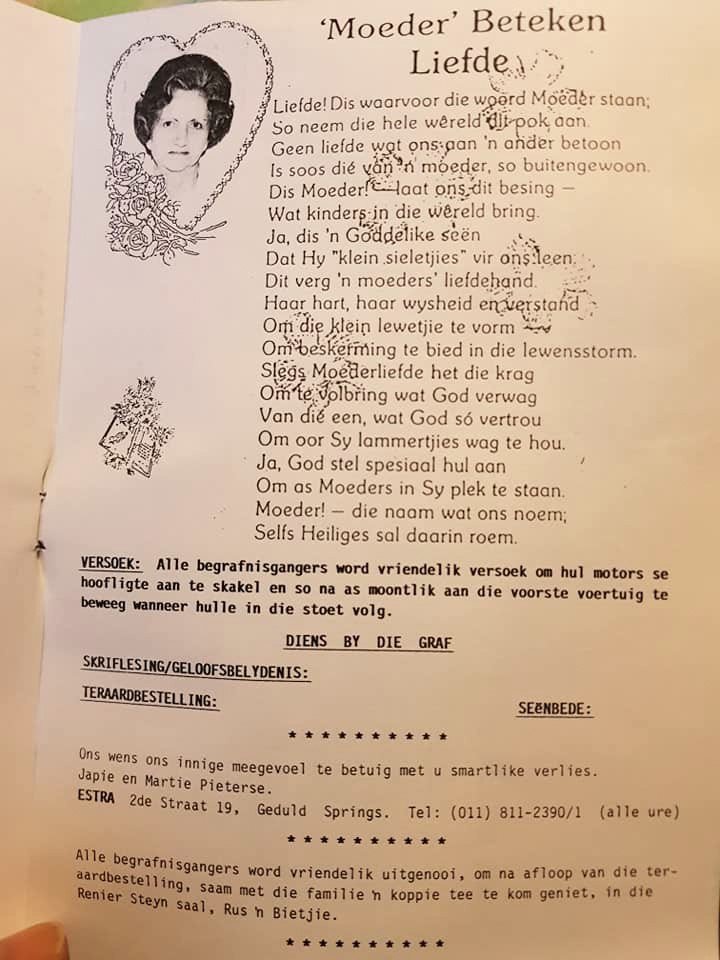 'Moeder' Beteken
Liefde
Liefde! Dis waarvoor die woord Moeder staan;
So neem die hele wêreld dit ook aan.
Geen liefde wat ons aan 'n ander betoon
Is soos dié van 'n moeder, so buitengewoon.
Dis Moeder! — laat ons dit besing —
Wat kinders in die wêreld bring.
Ja, dis 'n Goddelike seën
Dat Hy "klein sieletjies" vir ons leen.
Dit verg 'n moeders' liefdehand.
Haar hart, haar wysheid en verstand
Om die klein lewetjie te vorm
Om beskerming te bied in die lewensstorm.
Slegs Moederliefde het die krag
Om te volbring wat God verwag
Van dié een, wat God só vertrou
Om oor Sy lammertjies wag te hou.
Ja, God stel spesiaal hul aan
Om as Moeders in Sy plek te staan.
Moeder! — die naam wat ons noem;
Selfs Heiliges sal daarin roem.
VERSOEK: Alle begrafnisgangers word vriendelik versoek om hul motors se
hoofligte aan te skakel en so na as moontlik aan die voorste voertuig te
beweeg wanneer hulle in die stoet volg.
DIENS BY DIE GRAF
SKRIFLESING/GELOOFSBELYDENIS:
TERAARDBESTELLING: SEëNBEDE:
* * * * * * * * * *
Ons wens ons innige meegevoel te betuig met u smartlike verlies.
Japie en Martie Pieterse.
ESTRA 2de Straat 19, Geduld Springs. Tel: (011) 811-2390/1 (alle ure)
* * * * * * * * * *
Alle begrafnisgangers word vriendelik uitgenooi, om na afloop van die ter-
aardbestelling, saam met die familie 'n koppie tee te kom geniet, in die
Renier Steyn saal, Rus 'n Bietjie.
* * * * * * * * * *